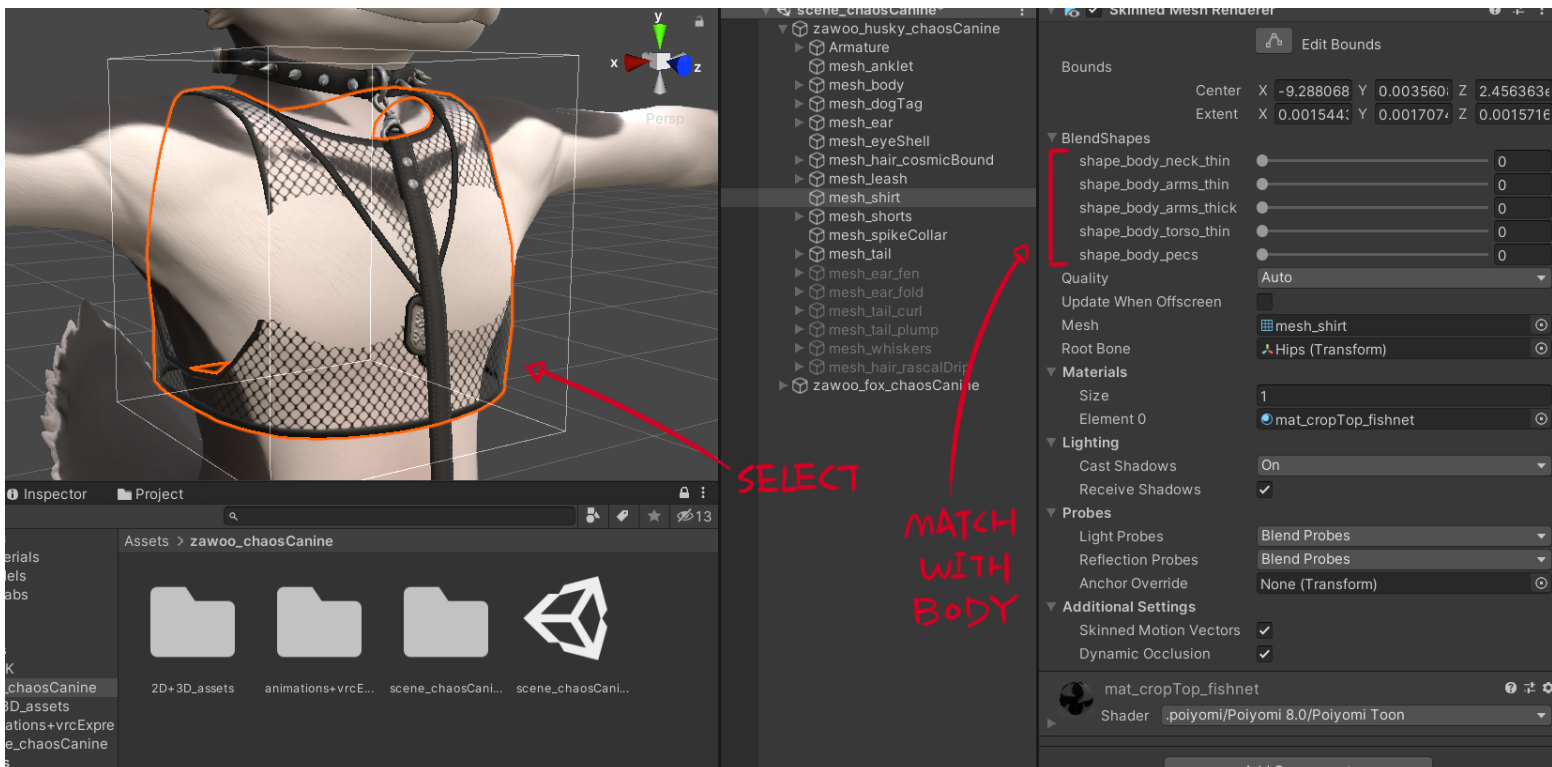 y
x
z
Persp
SELECT
Inspector
Project
13
Assets > zawoo_chaosCanine
erials
lels
abs
K
_chaosCanine
3D_assets
ations+vrcExpre
e_chaosCanine
2D+3D_assets
animations+vrcE...
scene_chaosCani...
scene_chaosCani...
scene_chaosCanine*
zawoo_husky_chaosCanine
Armature
mesh_anklet
mesh_body
mesh_dogTag
mesh_ear
mesh_eyeShell
mesh_hair_cosmicBound
mesh_leash
mesh_shirt
mesh_shorts
mesh_spikeCollar
mesh_tail
mesh_ear_fen
mesh_ear_fold
mesh_tail_curl
mesh_tail_plump
mesh_whiskers
mesh_hair_rascalDrip
zawoo_fox_chaosCanine
MATCH
WITH
BODY
Skinned Mesh Renderer
Edit Bounds
Bounds
Center X -9.288068 Y 0.003560 Z 2.456363e
Extent X 0.001544 Y 0.001707 Z 0.0015716
BlendShapes
shape_body_neck_thin 0
shape_body_arms_thin 0
shape_body_arms_thick 0
shape_body_torso_thin 0
shape_body_pecs 0
Quality Auto
Update When Offscreen
Mesh mesh_shirt
Root Bone Hips (Transform)
Materials
Size 1
Element 0 mat_cropTop_fishnet
Lighting
Cast Shadows On
Receive Shadows
Probes
Light Probes Blend Probes
Reflection Probes Blend Probes
Anchor Override None (Transform)
Additional Settings
Skinned Motion Vectors
Dynamic Occlusion
mat_cropTop_fishnet
Shader .poiyomi/Poiyomi 8.0/Poiyomi Toon